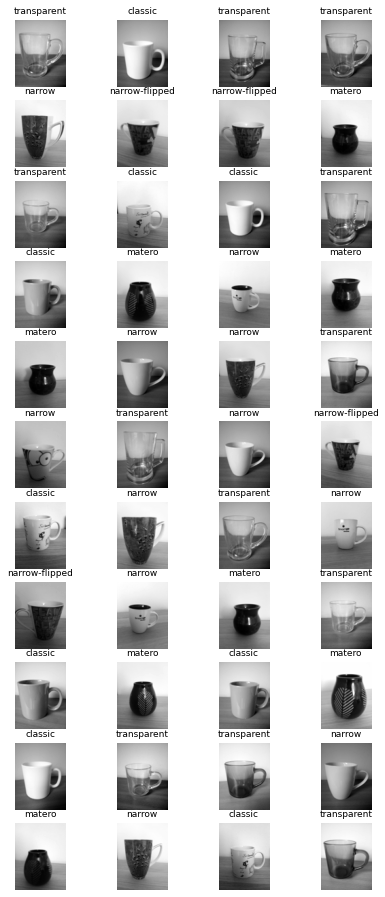 transparent classic transparent transparent
narrow narrow-flipped narrow-flipped matero
transparent classic classic transparent
classic matero narrow matero
matero narrow narrow transparent
narrow transparent narrow narrow-flipped
classic narrow transparent narrow
narrow-flipped narrow matero transparent
classic matero classic matero
classic transparent transparent narrow
matero narrow classic transparent